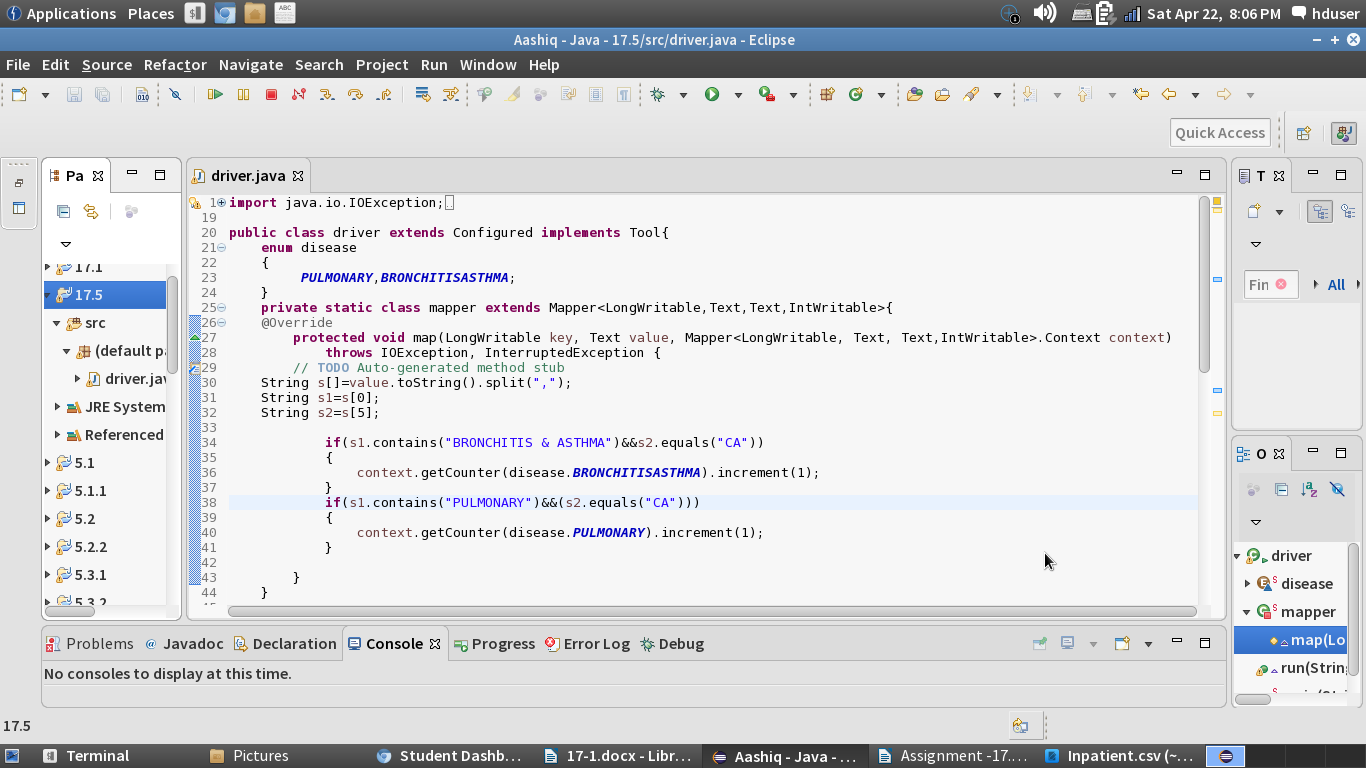 Applications Places Sat Apr 22, 8:06 PM hduser
Aashiq - Java - 17.5/src/driver.java - Eclipse
File Edit Source Refactor Navigate Search Project Run Window Help
Quick Access
Pa
driver.java
T
17.1
17.5
src
(default p
driver.jav
JRE System
Referenced
5.1
5.1.1
5.2
5.2.2
5.3.1
5.3.2
1 import java.io.IOException;
19
20 public class driver extends Configured implements Tool{
21 enum disease
22 {
23 PULMONARY,BRONCHITISASTHMA;
24 }
25 private static class mapper extends Mapper<LongWritable,Text,Text,IntWritable>{
26 @Override
27 protected void map(LongWritable key, Text value, Mapper<LongWritable, Text, Text,IntWritable>.Context context)
28 throws IOException, InterruptedException {
29 // TODO Auto-generated method stub
30 String s[]=value.toString().split(",");
31 String s1=s[0];
32 String s2=s[5];
33
34 if(s1.contains("BRONCHITIS & ASTHMA")&&s2.equals("CA"))
35 {
36 context.getCounter(disease.BRONCHITISASTHMA).increment(1);
37 }
38 if(s1.contains("PULMONARY")&&(s2.equals("CA")))
39 {
40 context.getCounter(disease.PULMONARY).increment(1);
41 }
42
43 }
44 }
Fin All
O
driver
disease
mapper
map(Lo
run(String
Problems Javadoc Declaration Console Progress Error Log Debug
No consoles to display at this time.
17.5
Terminal Pictures Student Dashb... 17-1.docx - Libr... Aashiq - Java - ... Assignment -17.... Inpatient.csv (~...